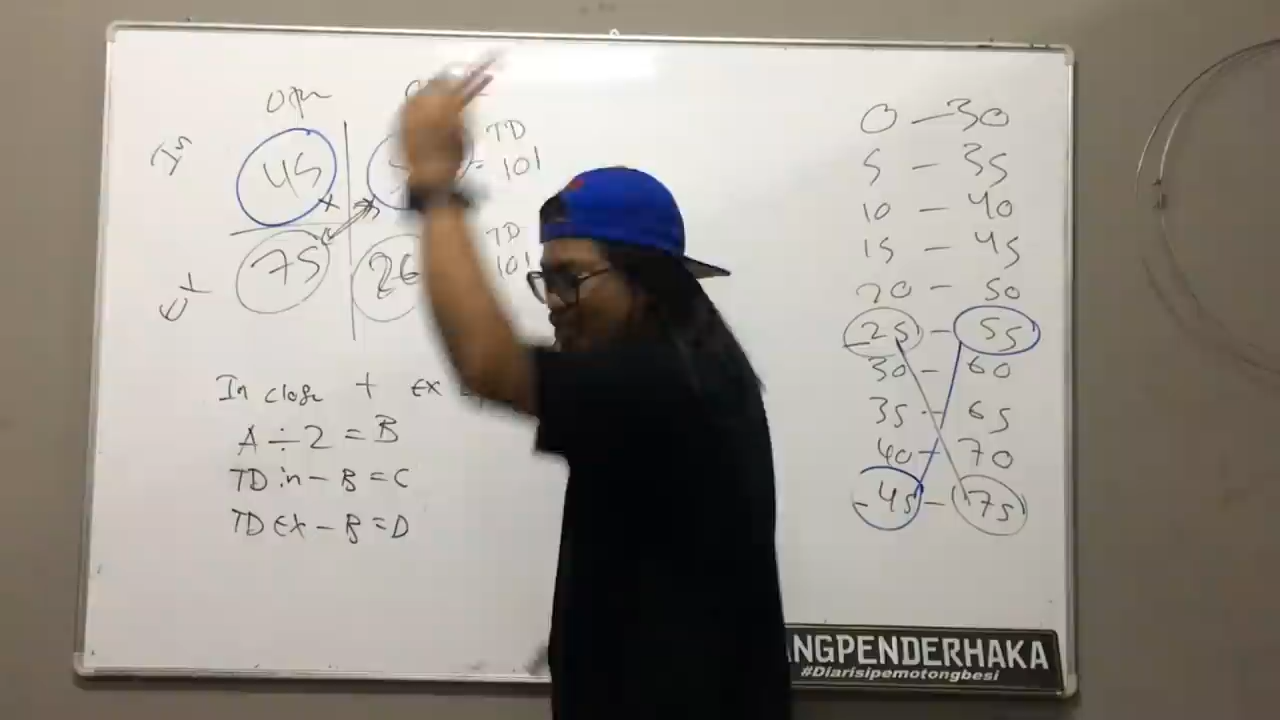 In
45
TD
101
TD
101
Ex
75
26
In close + ex
A ÷ 2 = B
TD in - B = C
TD Ex - B = D
0 - 30
5 - 35
10 - 40
15 - 45
20 - 50
25 - 55
30 - 60
35 - 65
40 - 70
45 - 75
NGPENDERHAKA
#Diarisipemotongbesi